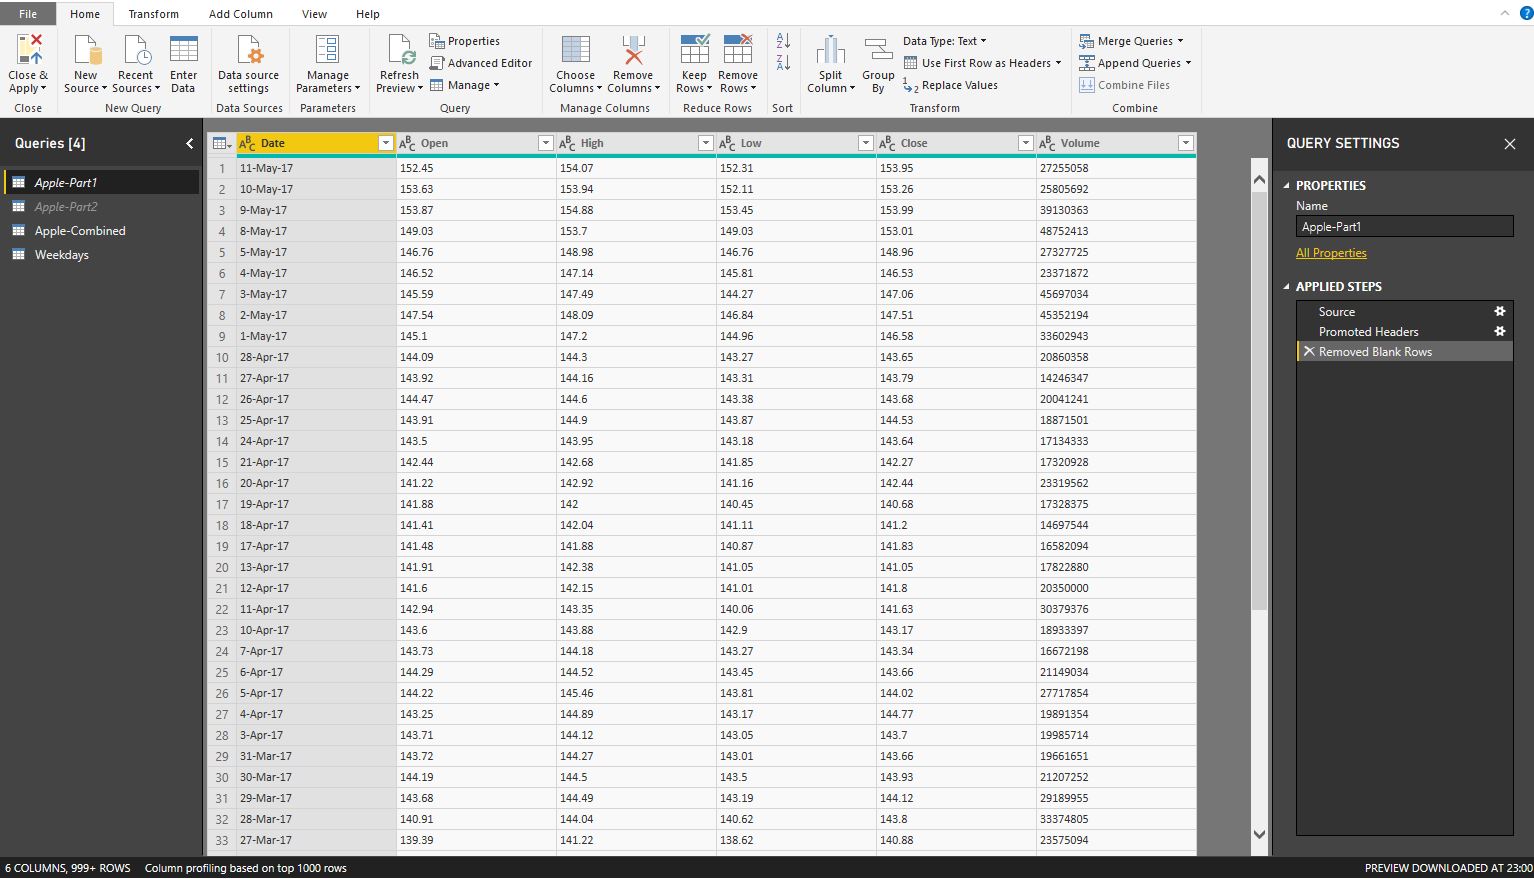 File Home Transform Add Column View Help
Close & Apply New Source Recent Sources Enter Data Data source settings Manage Parameters Refresh Preview Properties Advanced Editor Manage Choose Columns Remove Columns Keep Rows Remove Rows Split Column Group By Data Type: Text Use First Row as Headers Replace Values Merge Queries Append Queries Combine Files
Close New Query Data Sources Parameters Query Manage Columns Reduce Rows Sort Transform Combine
Queries [4]
Apple-Part1
Apple-Part2
Apple-Combined
Weekdays
Date Open High Low Close Volume
1 11-May-17 152.45 154.07 152.31 153.95 27255058
2 10-May-17 153.63 153.94 152.11 153.26 25805692
3 9-May-17 153.87 154.88 153.45 153.99 39130363
4 8-May-17 149.03 153.7 149.03 153.01 48752413
5 5-May-17 146.76 148.98 146.76 148.96 27327725
6 4-May-17 146.52 147.14 145.81 146.53 23371872
7 3-May-17 145.59 147.49 144.27 147.06 45697034
8 2-May-17 147.54 148.09 146.84 147.51 45352194
9 1-May-17 145.1 147.2 144.96 146.58 33602943
10 28-Apr-17 144.09 144.3 143.27 143.65 20860358
11 27-Apr-17 143.92 144.16 143.31 143.79 14246347
12 26-Apr-17 144.47 144.6 143.38 143.68 20041241
13 25-Apr-17 143.91 144.9 143.87 144.53 18871501
14 24-Apr-17 143.5 143.95 143.18 143.64 17134333
15 21-Apr-17 142.44 142.68 141.85 142.27 17320928
16 20-Apr-17 141.22 142.92 141.16 142.44 23319562
17 19-Apr-17 141.88 142 140.45 140.68 17328375
18 18-Apr-17 141.41 142.04 141.11 141.2 14697544
19 17-Apr-17 141.48 141.88 140.87 141.83 16582094
20 13-Apr-17 141.91 142.38 141.05 141.05 17822880
21 12-Apr-17 141.6 142.15 141.01 141.8 20350000
22 11-Apr-17 142.94 143.35 140.06 141.63 30379376
23 10-Apr-17 143.6 143.88 142.9 143.17 18933397
24 7-Apr-17 143.73 144.18 143.27 143.34 16672198
25 6-Apr-17 144.29 144.52 143.45 143.66 21149034
26 5-Apr-17 144.22 145.46 143.81 144.02 27717854
27 4-Apr-17 143.25 144.89 143.17 144.77 19891354
28 3-Apr-17 143.71 144.12 143.05 143.7 19985714
29 31-Mar-17 143.72 144.27 143.01 143.66 19661651
30 30-Mar-17 144.19 144.5 143.5 143.93 21207252
31 29-Mar-17 143.68 144.49 143.19 144.12 29189955
32 28-Mar-17 140.91 144.04 140.62 143.8 33374805
33 27-Mar-17 139.39 141.22 138.62 140.88 23575094
QUERY SETTINGS
PROPERTIES
Name
Apple-Part1
All Properties
APPLIED STEPS
Source
Promoted Headers
Removed Blank Rows
6 COLUMNS, 999+ ROWS Column profiling based on top 1000 rows PREVIEW DOWNLOADED AT 23:00